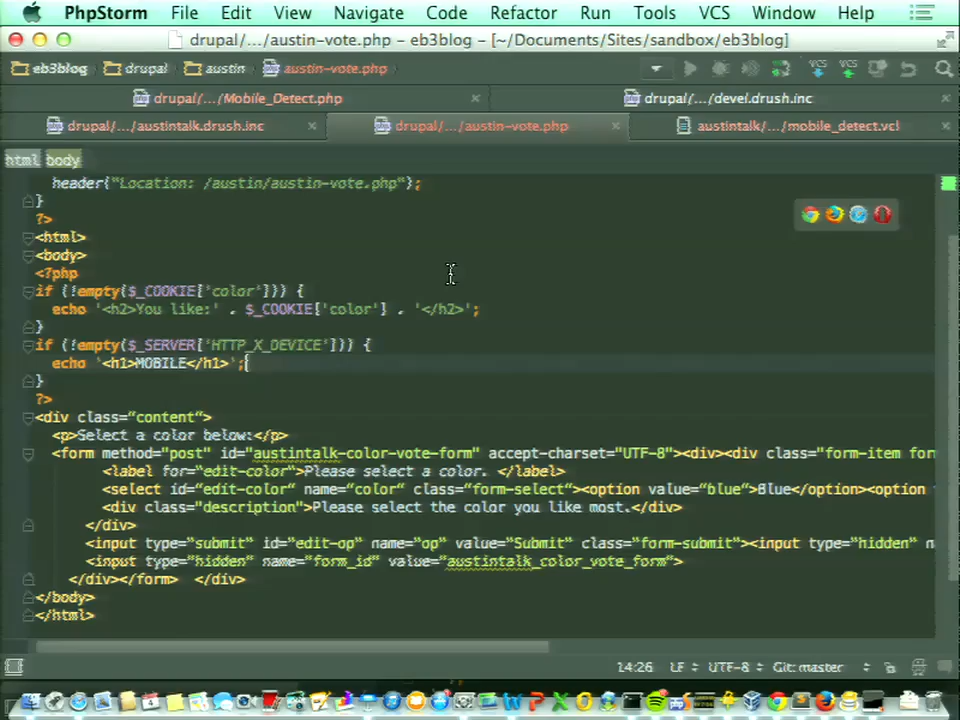 PhpStorm File Edit View Navigate Code Refactor Run Tools VCS Window Help
drupal/.../austin-vote.php - eb3blog - [~/Documents/Sites/sandbox/eb3blog]
eb3blog drupal austin austin-vote.php VCS VCS
drupal/.../Mobile_Detect.php drupal/.../devel.drush.inc
drupal/.../austintalk.drush.inc drupal/.../austin-vote.php austintalk/.../mobile_detect.vcl
html body
header("Location: /austin/austin-vote.php");
}
?>
<html>
<body>
<?php
if (!empty($_COOKIE['color'])) {
echo '<h2>You like:' . $_COOKIE['color'] . '</h2>';
}
if (!empty($_SERVER['HTTP_X_DEVICE'])) {
echo '<h1>MOBILE</h1>';
}
?>
<div class="content">
<p>Select a color below:</p>
<form method="post" id="austintalk-color-vote-form" accept-charset="UTF-8"><div><div class="form-item for
<label for="edit-color">Please select a color. </label>
<select id="edit-color" name="color" class="form-select"><option value="blue">Blue</option><option
<div class="description">Please select the color you like most.</div>
</div>
<input type="submit" id="edit-op" name="op" value="Submit" class="form-submit"><input type="hidden" n
<input type="hidden" name="form_id" value="austintalk_color_vote_form">
</div></form> </div>
</body>
</html>
14:26 LF UTF-8 Git: master